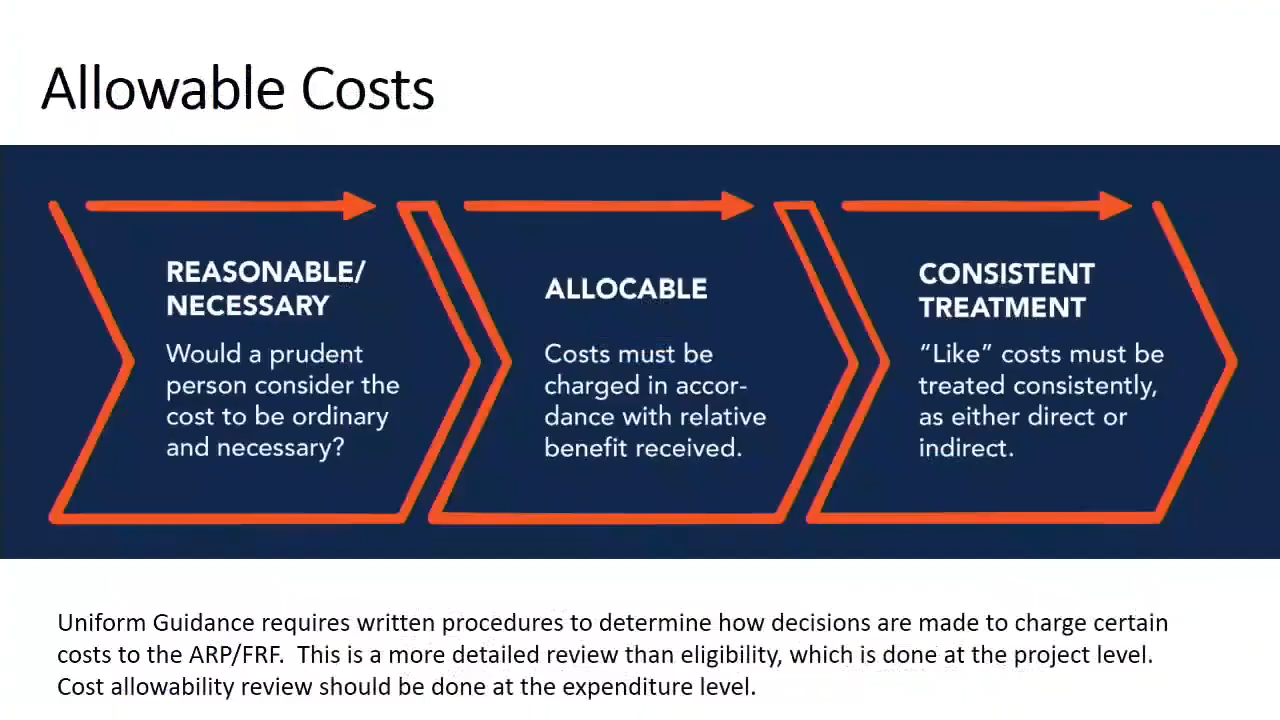 Allowable Costs
REASONABLE/
NECESSARY
Would a prudent
person consider the
cost to be ordinary
and necessary?
ALLOCABLE
Costs must be
charged in accor-
dance with relative
benefit received.
CONSISTENT
TREATMENT
“Like” costs must be
treated consistently,
as either direct or
indirect.
Uniform Guidance requires written procedures to determine how decisions are made to charge certain
costs to the ARP/FRF.  This is a more detailed review than eligibility, which is done at the project level.
Cost allowability review should be done at the expenditure level.